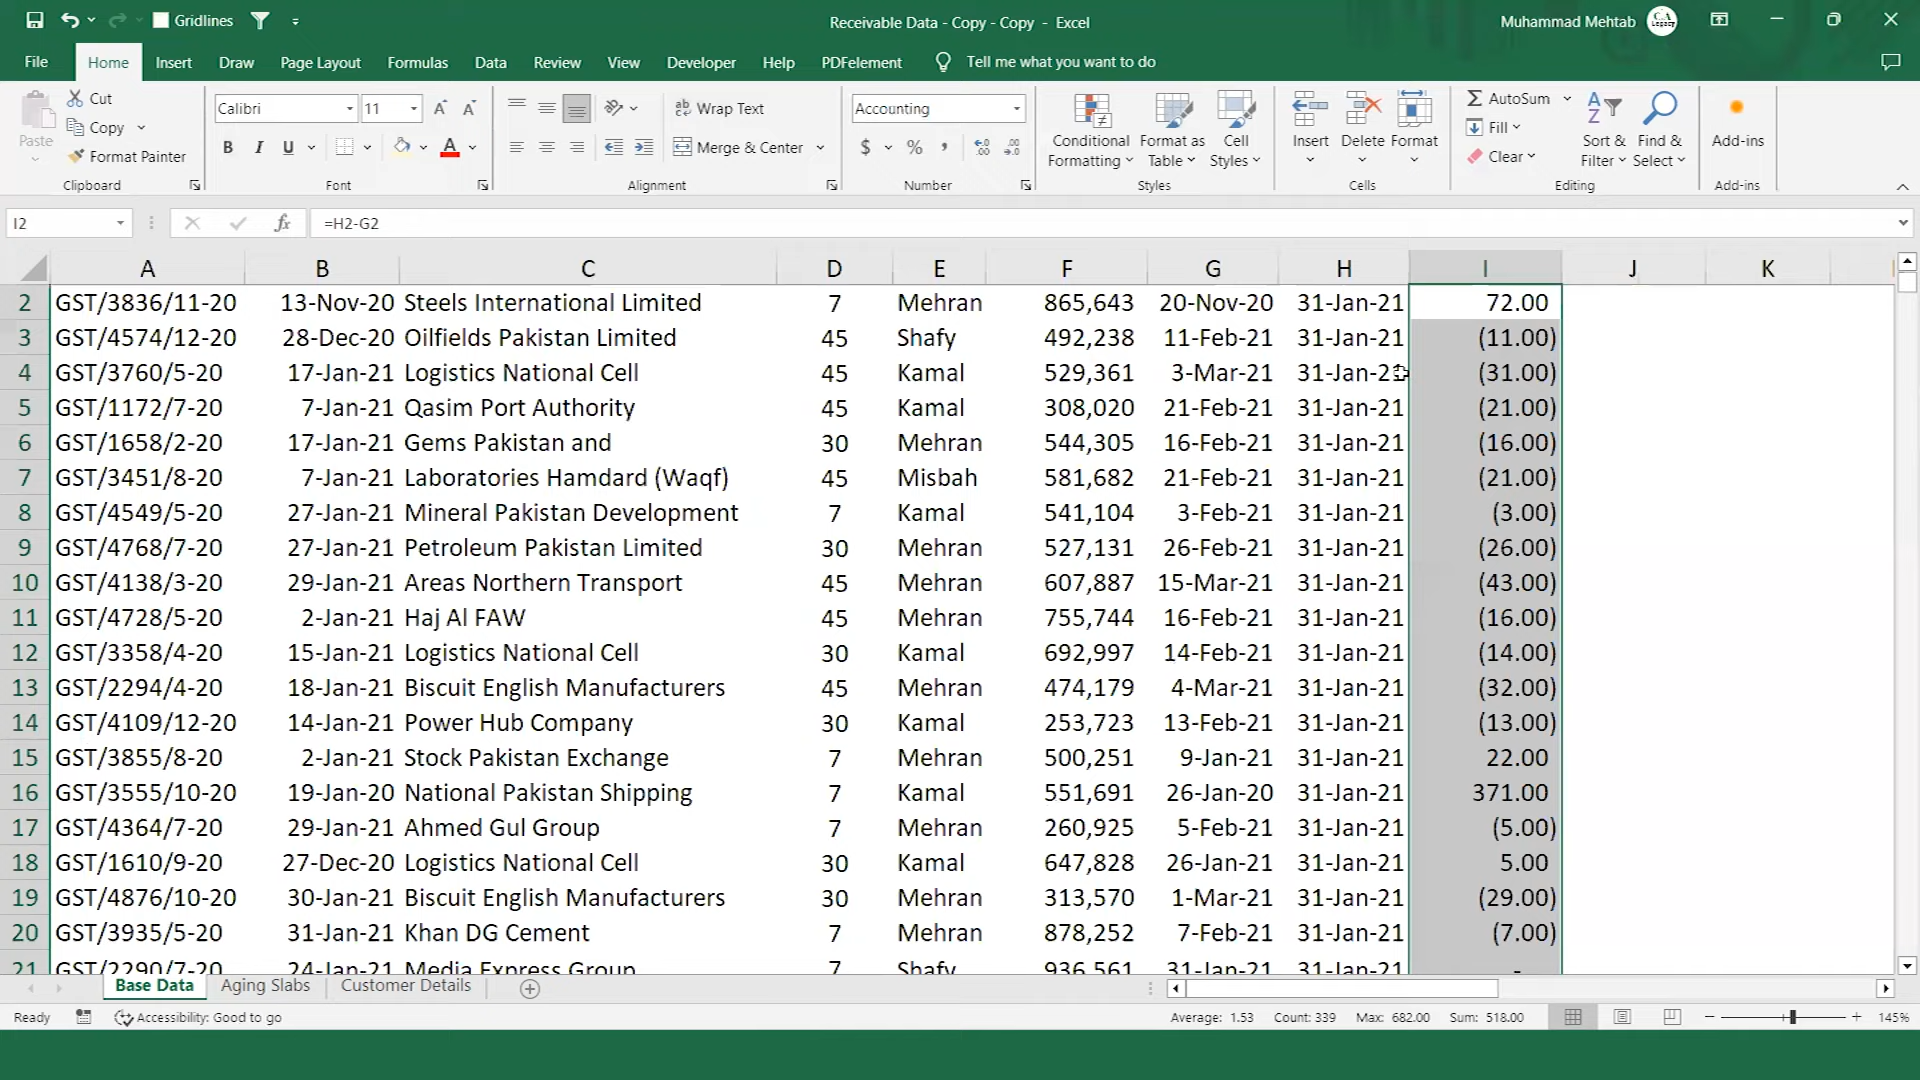 Gridlines
Receivable Data - Copy - Copy - Excel
Muhammad Mehtab
File Home Insert Draw Page Layout Formulas Data Review View Developer Help PDFelement Tell me what you want to do
Paste
Cut
Copy
Format Painter
Clipboard
Calibri 11
B I U A
Font
Wrap Text
Merge & Center
Alignment
Accounting
$ % ,
Number
Conditional Formatting
Format as Table
Cell Styles
Styles
Insert
Delete
Format
Cells
AutoSum
Fill
Clear
Sort & Filter
Find & Select
Editing
Add-ins
Add-ins
I2 fx =H2-G2
A B C D E F G H I J K
2 GST/3836/11-20 13-Nov-20 Steels International Limited 7 Mehran 865,643 20-Nov-20 31-Jan-21 72.00
3 GST/4574/12-20 28-Dec-20 Oilfields Pakistan Limited 45 Shafy 492,238 11-Feb-21 31-Jan-21 (11.00)
4 GST/3760/5-20 17-Jan-21 Logistics National Cell 45 Kamal 529,361 3-Mar-21 31-Jan-21 (31.00)
5 GST/1172/7-20 7-Jan-21 Qasim Port Authority 45 Kamal 308,020 21-Feb-21 31-Jan-21 (21.00)
6 GST/1658/2-20 17-Jan-21 Gems Pakistan and 30 Mehran 544,305 16-Feb-21 31-Jan-21 (16.00)
7 GST/3451/8-20 7-Jan-21 Laboratories Hamdard (Waqf) 45 Misbah 581,682 21-Feb-21 31-Jan-21 (21.00)
8 GST/4549/5-20 27-Jan-21 Mineral Pakistan Development 7 Kamal 541,104 3-Feb-21 31-Jan-21 (3.00)
9 GST/4768/7-20 27-Jan-21 Petroleum Pakistan Limited 30 Mehran 527,131 26-Feb-21 31-Jan-21 (26.00)
10 GST/4138/3-20 29-Jan-21 Areas Northern Transport 45 Mehran 607,887 15-Mar-21 31-Jan-21 (43.00)
11 GST/4728/5-20 2-Jan-21 Haj Al FAW 45 Mehran 755,744 16-Feb-21 31-Jan-21 (16.00)
12 GST/3358/4-20 15-Jan-21 Logistics National Cell 30 Kamal 692,997 14-Feb-21 31-Jan-21 (14.00)
13 GST/2294/4-20 18-Jan-21 Biscuit English Manufacturers 45 Mehran 474,179 4-Mar-21 31-Jan-21 (32.00)
14 GST/4109/12-20 14-Jan-21 Power Hub Company 30 Kamal 253,723 13-Feb-21 31-Jan-21 (13.00)
15 GST/3855/8-20 2-Jan-21 Stock Pakistan Exchange 7 Mehran 500,251 9-Jan-21 31-Jan-21 22.00
16 GST/3555/10-20 19-Jan-20 National Pakistan Shipping 7 Kamal 551,691 26-Jan-20 31-Jan-21 371.00
17 GST/4364/7-20 29-Jan-21 Ahmed Gul Group 7 Mehran 260,925 5-Feb-21 31-Jan-21 (5.00)
18 GST/1610/9-20 27-Dec-20 Logistics National Cell 30 Kamal 647,828 26-Jan-21 31-Jan-21 5.00
19 GST/4876/10-20 30-Jan-21 Biscuit English Manufacturers 30 Mehran 313,570 1-Mar-21 31-Jan-21 (29.00)
20 GST/3935/5-20 31-Jan-21 Khan DG Cement 7 Mehran 878,252 7-Feb-21 31-Jan-21 (7.00)
21 GST/2290/7-20 24-Jan-21 Media Express Group 7 Shafy 936,561 31-Jan-21 31-Jan-21 -
Base Data Aging Slabs Customer Details
Ready Accessibility: Good to go Average: 1.53 Count: 339 Max: 682.00 Sum: 518.00 145%